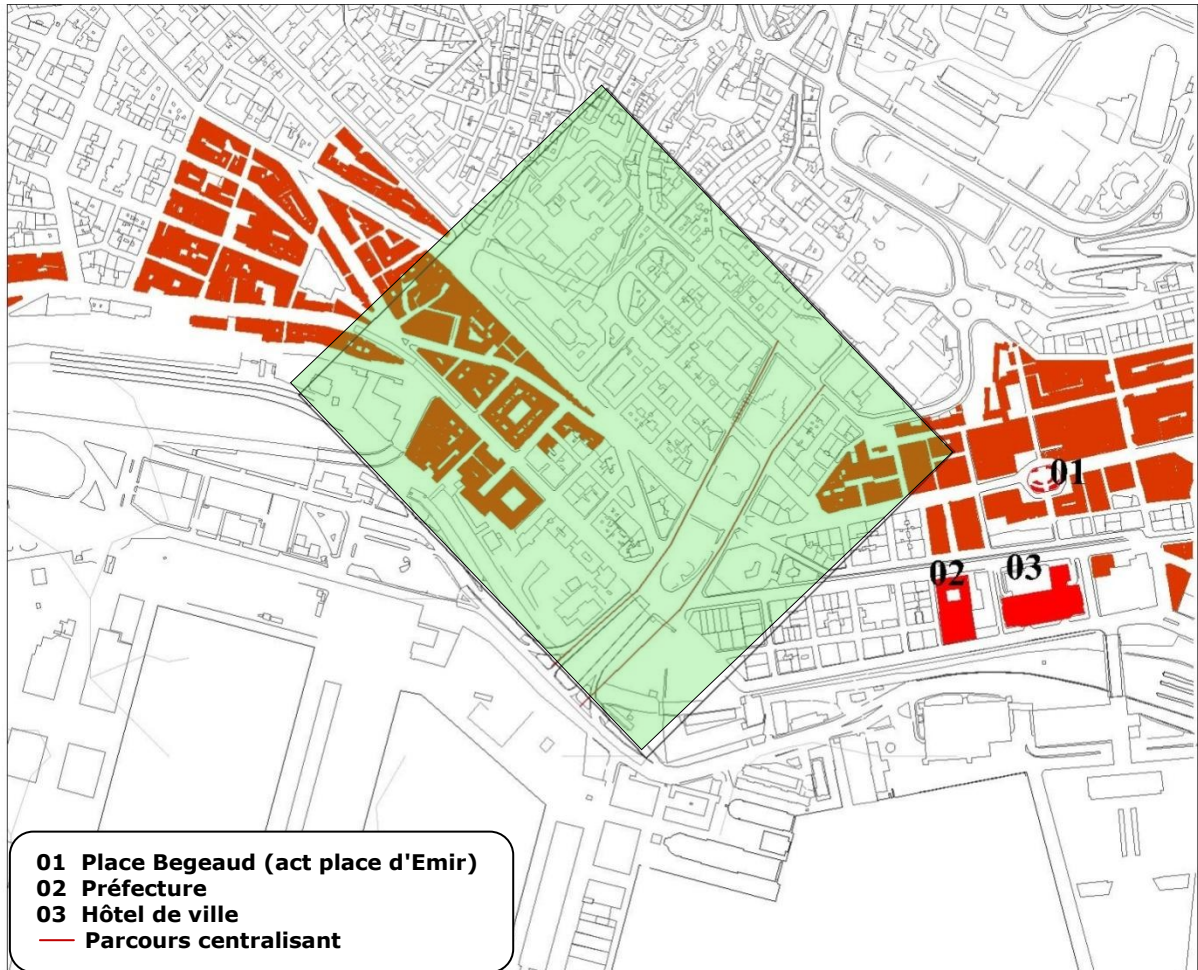 01
02
03
01 Place Begeaud (act place d'Emir)
02 Préfecture
03 Hôtel de ville
Parcours centralisant